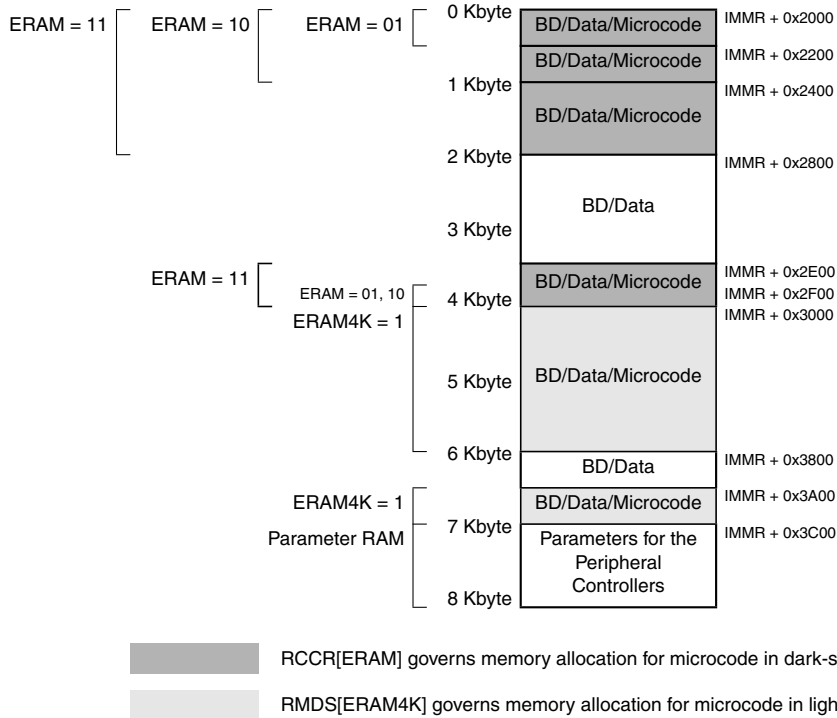 ERAM = 11
ERAM = 10
ERAM = 01
0 Kbyte
BD/Data/Microcode
IMMR + 0x2000
BD/Data/Microcode
IMMR + 0x2200
1 Kbyte
IMMR + 0x2400
BD/Data/Microcode
2 Kbyte
IMMR + 0x2800
BD/Data
3 Kbyte
ERAM = 11
BD/Data/Microcode
IMMR + 0x2E00
ERAM = 01, 10
IMMR + 0x2F00
4 Kbyte
IMMR + 0x3000
ERAM4K = 1
5 Kbyte
BD/Data/Microcode
6 Kbyte
BD/Data
IMMR + 0x3800
ERAM4K = 1
BD/Data/Microcode
IMMR + 0x3A00
7 Kbyte
IMMR + 0x3C00
Parameter RAM
Parameters for the
Peripheral
Controllers
8 Kbyte
RCCR[ERAM] governs memory allocation for microcode in dark-s
RMDS[ERAM4K] governs memory allocation for microcode in ligh